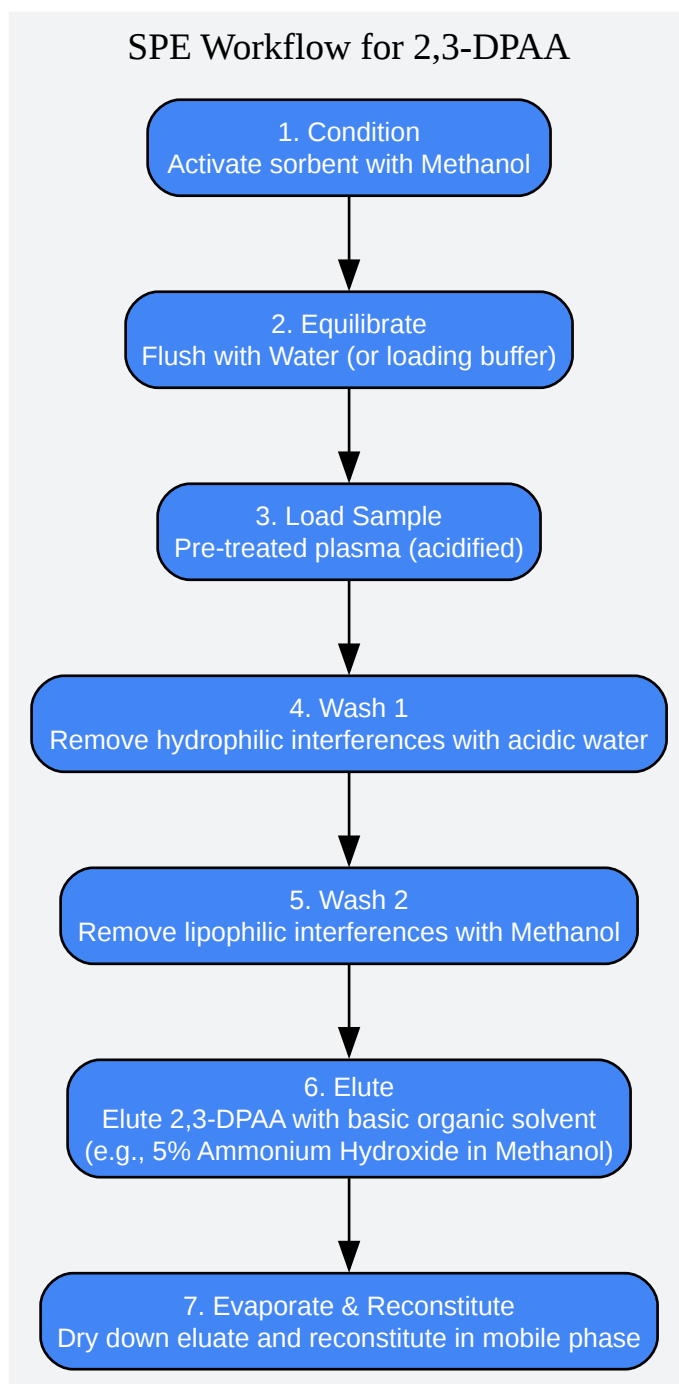 SPE Workflow for 2,3-DPAA
1. Condition
Activate sorbent with Methanol
2. Equilibrate
Flush with Water (or loading buffer)
3. Load Sample
Pre-treated plasma (acidified)
4. Wash 1
Remove hydrophilic interferences with acidic water
5. Wash 2
Remove lipophilic interferences with Methanol
6. Elute
Elute 2,3-DPAA with basic organic solvent
(e.g., 5% Ammonium Hydroxide in Methanol)
7. Evaporate & Reconstitute
Dry down eluate and reconstitute in mobile phase